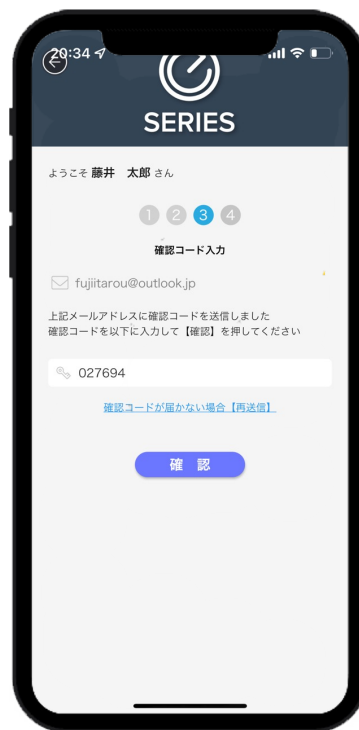 20:34
SERIES
ようこそ 藤井　太郎 さん
1 2 3 4
確認コード入力
fujiitarou@outlook.jp
上記メールアドレスに確認コードを送信しました
確認コードを以下に入力して【確認】を押してください
027694
確認コードが届かない場合【再送信】
確　認